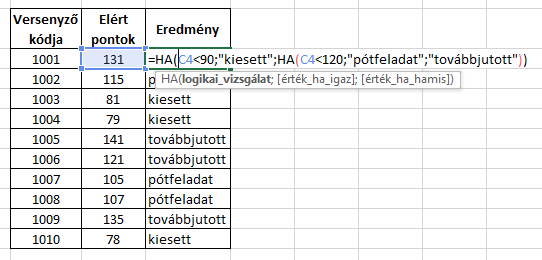 Versenyző kódja Elért pontok Eredmény
1001 131 =HA(C4<90;"kiesett";HA(C4<120;"pótfeladat";"továbbjutott"))
HA(logikai_vizsgálat; [érték_ha_igaz]; [érték_ha_hamis])
1002 115 p
1003 81 kiesett
1004 79 kiesett
1005 141 továbbjutott
1006 121 továbbjutott
1007 105 pótfeladat
1008 107 pótfeladat
1009 135 továbbjutott
1010 78 kiesett